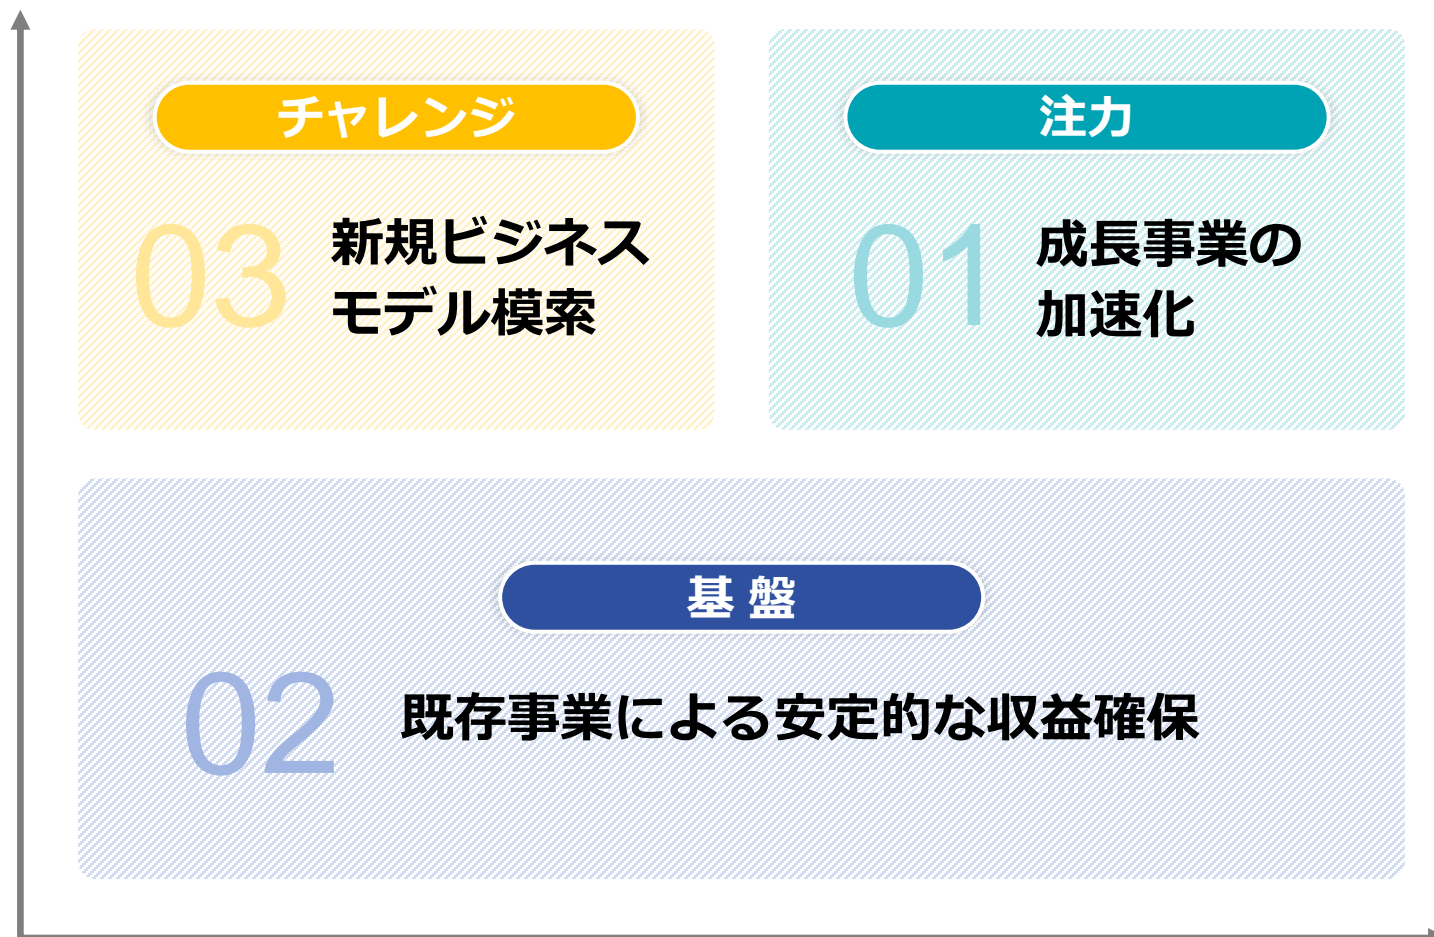 チャレンジ
03
新規ビジネス
モデル模索
注力
01
成長事業の
加速化
基 盤
02
既存事業による安定的な収益確保